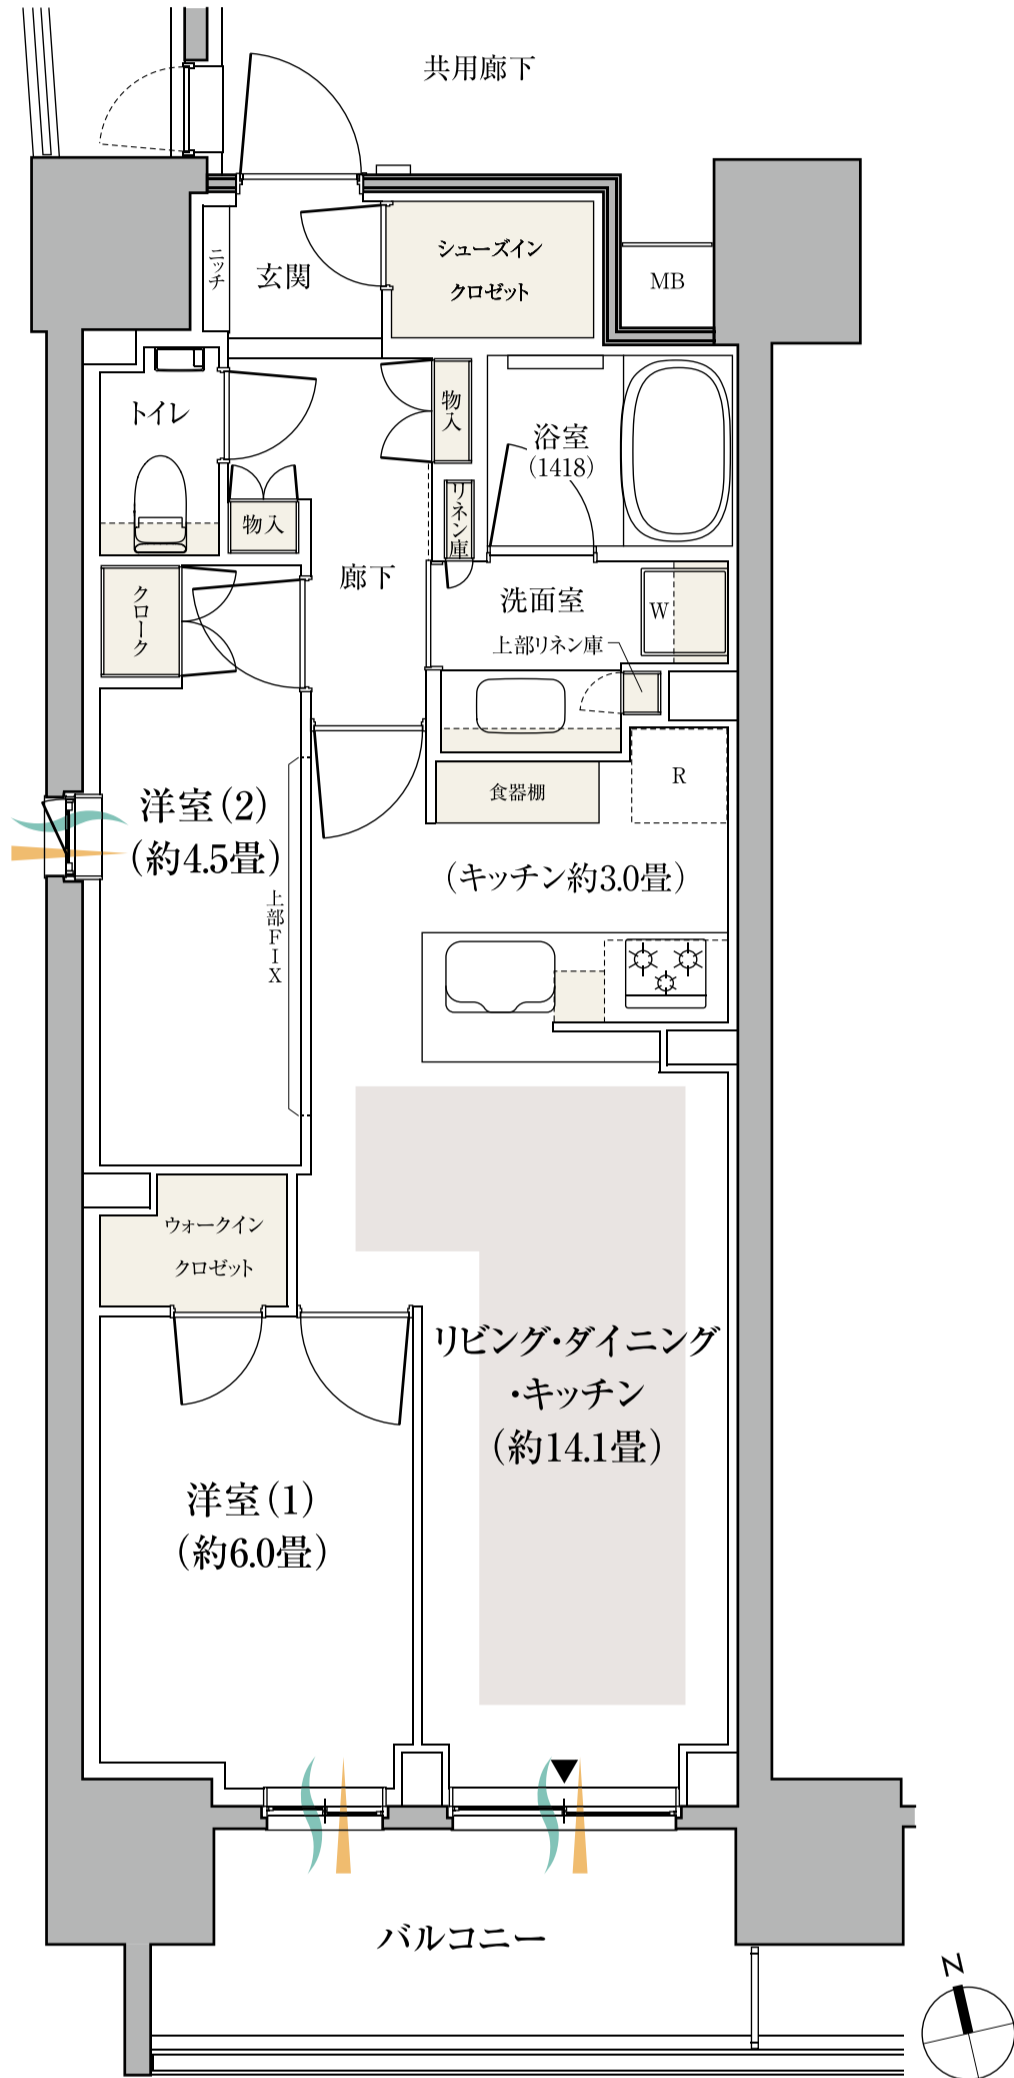 共用廊下
シューズイン
クロゼット
ニッチ
玄関
MB
トイレ
物入
浴室
(1418)
物入
リネン庫
廊下
クローク
洗面室
W
上部リネン庫
食器棚
R
洋室(2)
(約4.5畳)
(キッチン約3.0畳)
上部FIX
ウォークイン
クロゼット
リビング・ダイニング
・キッチン
(約14.1畳)
洋室(1)
(約6.0畳)
バルコニー
N